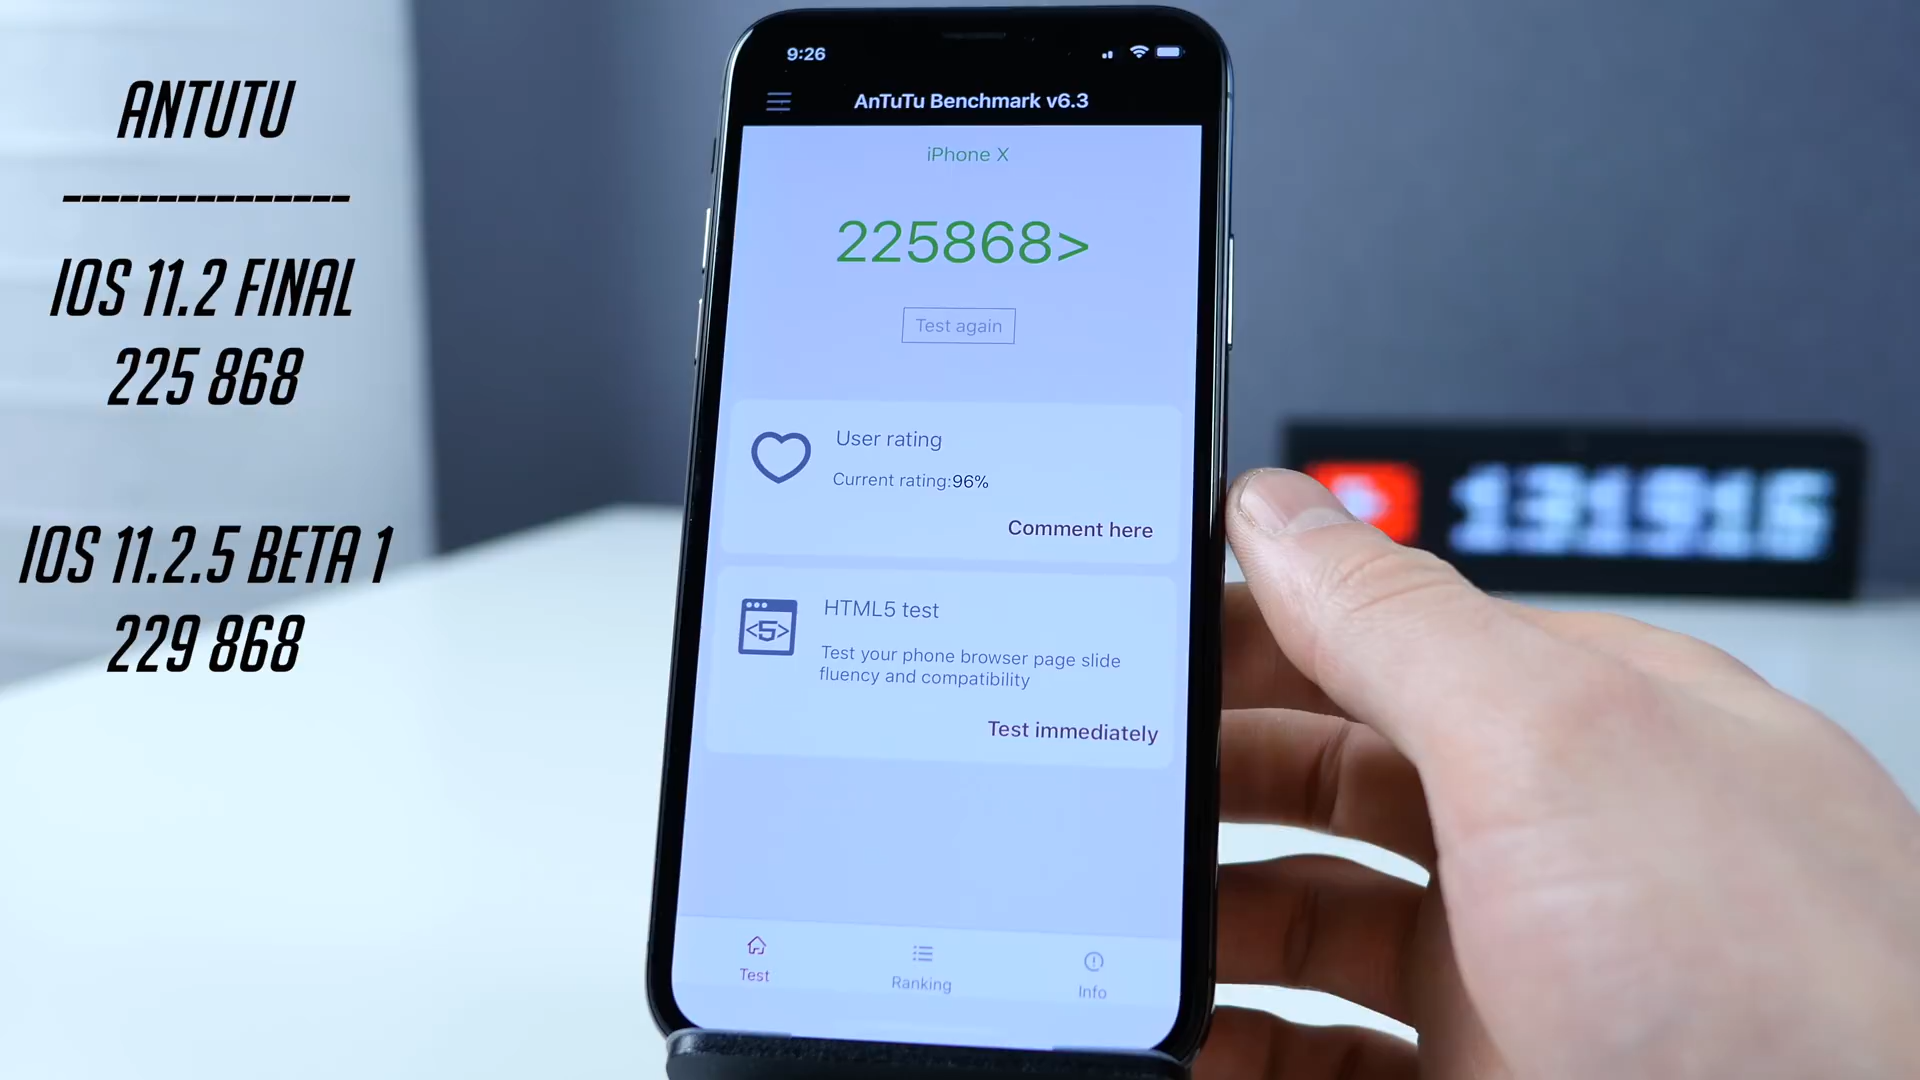 ANTUTU
---------------
IOS 11.2 FINAL
225 868
IOS 11.2.5 BETA 1
229 868
9:26
AnTuTu Benchmark v6.3
iPhone X
225868>
Test again
User rating
Current rating:96%
Comment here
HTML5 test
<5>
Test your phone browser page slide
fluency and compatibility
Test immediately
Test
Ranking
Info
131916